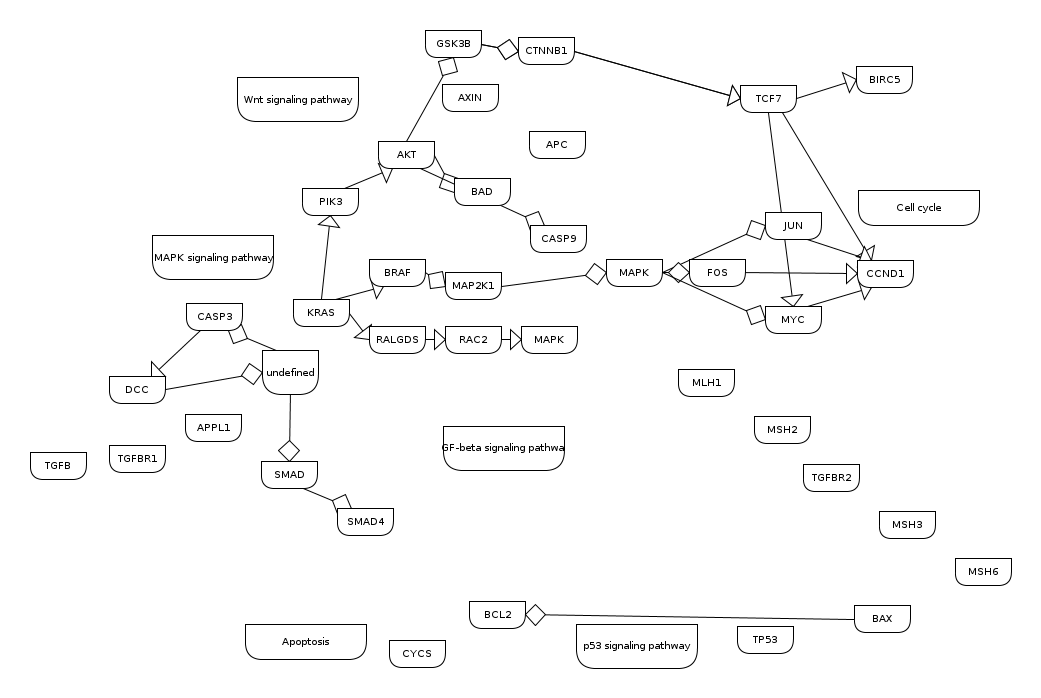 GSK3B
CTNNB1
BIRC5
Wnt signaling pathway
AXIN
TCF7
APC
AKT
PIK3
BAD
Cell cycle
CASP9
JUN
MAPK signaling pathway
BRAF
MAP2K1
MAPK
FOS
CCND1
KRAS
CASP3
RALGDS
RAC2
MAPK
MYC
undefined
DCC
MLH1
APPL1
MSH2
TGFB
TGFBR1
GF-beta signaling pathwa
SMAD
TGFBR2
SMAD4
MSH3
MSH6
BCL2
BAX
Apoptosis
CYCS
p53 signaling pathway
TP53